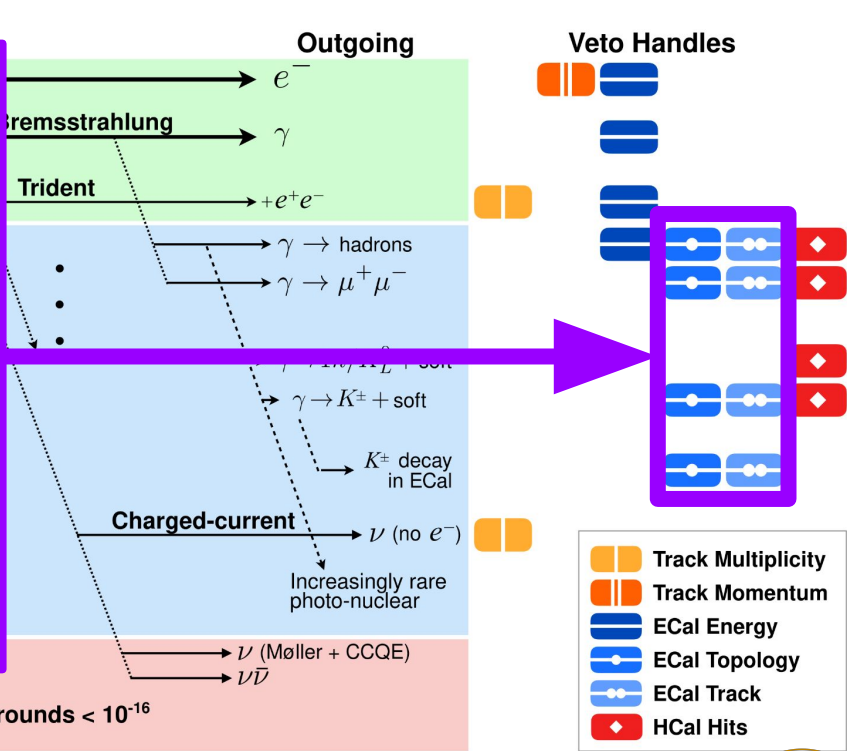 Outgoing
Veto Handles
e⁻
Bremsstrahlung
γ
Trident
+e⁺e⁻
γ → hadrons
γ → μ⁺μ⁻
γ → K± + soft
K± decay
in ECal
Charged-current
ν (no e⁻)
Increasingly rare
photo-nuclear
ν (Møller + CCQE)
νν̄
rounds < 10⁻¹⁶
Track Multiplicity
Track Momentum
ECal Energy
ECal Topology
ECal Track
HCal Hits